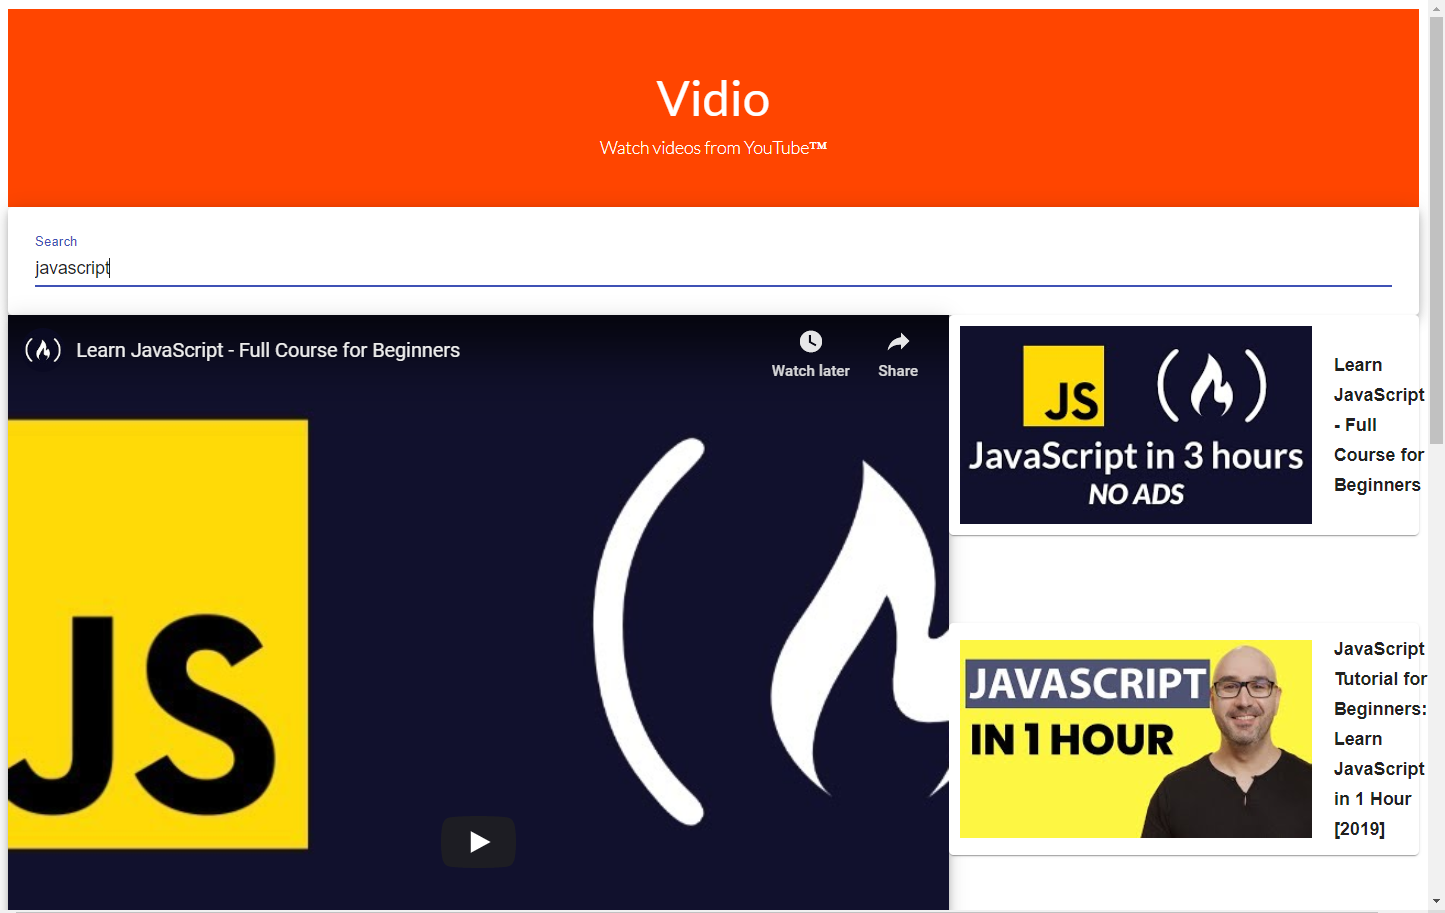 Vidio
Watch videos from YouTube™
Search
javascript
Learn JavaScript - Full Course for Beginners
Watch later
Share
JS
JS
JavaScript in 3 hours
NO ADS
Learn
JavaScript
- Full
Course for
Beginners
JAVASCRIPT
IN 1 HOUR
JavaScript
Tutorial for
Beginners:
Learn
JavaScript
in 1 Hour
[2019]